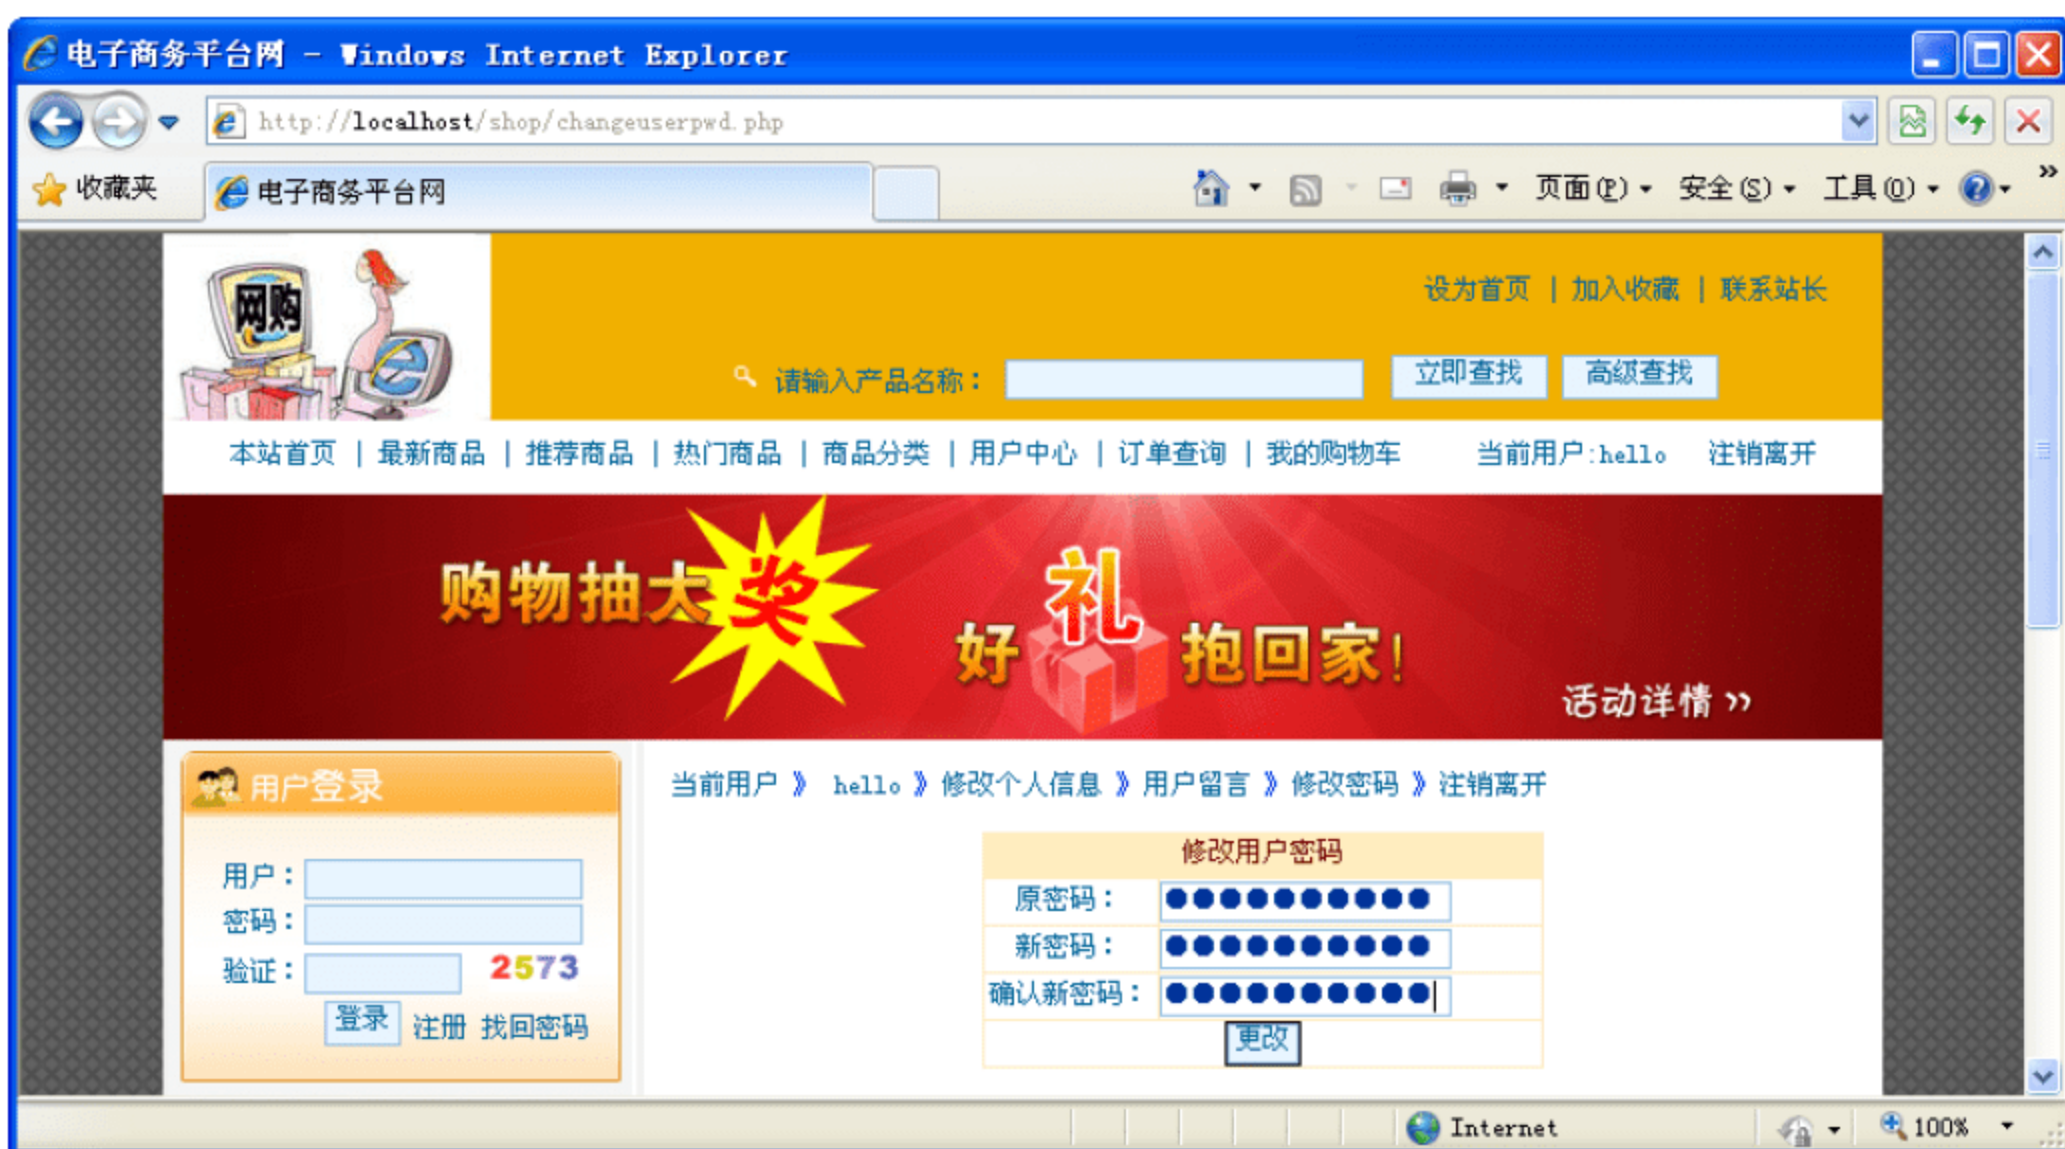 电子商务平台网 - Windows Internet Explorer
http://localhost/shop/changeuserpwd.php
收藏夹
电子商务平台网
页面(P)
安全(S)
工具(O)
»
网购
设为首页 | 加入收藏 | 联系站长
请输入产品名称：
立即查找
高级查找
本站首页 | 最新商品 | 推荐商品 | 热门商品 | 商品分类 | 用户中心 | 订单查询 | 我的购物车
当前用户:hello
注销离开
购物抽大奖
好礼抱回家!
活动详情 »
用户登录
用户：
密码：
验证：
2573
登录 注册 找回密码
当前用户 》 hello 》修改个人信息 》用户留言 》修改密码 》注销离开
修改用户密码
原密码： ●●●●●●●●●●
新密码： ●●●●●●●●●●
确认新密码： ●●●●●●●●●●
更改
Internet
100%